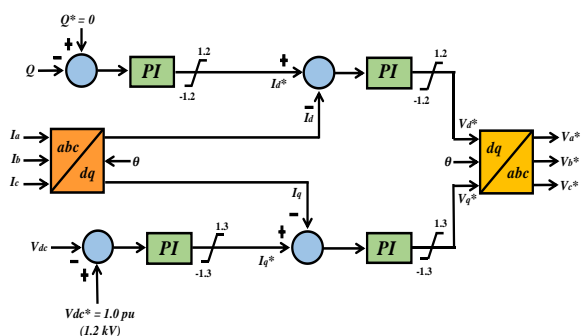 Q* = 0
+
−
Q
PI
1.2
-1.2
Id*
+
−
Id
PI
1.2
-1.2
Vd*
Ia
Ib
Ic
abc
dq
θ
Iq
θ
dq
abc
Va*
Vb*
Vc*
Vq*
Vdc
−
+
PI
1.3
-1.3
Iq*
−
+
PI
1.3
-1.3
Vdc* = 1.0 pu
(1.2 kV)